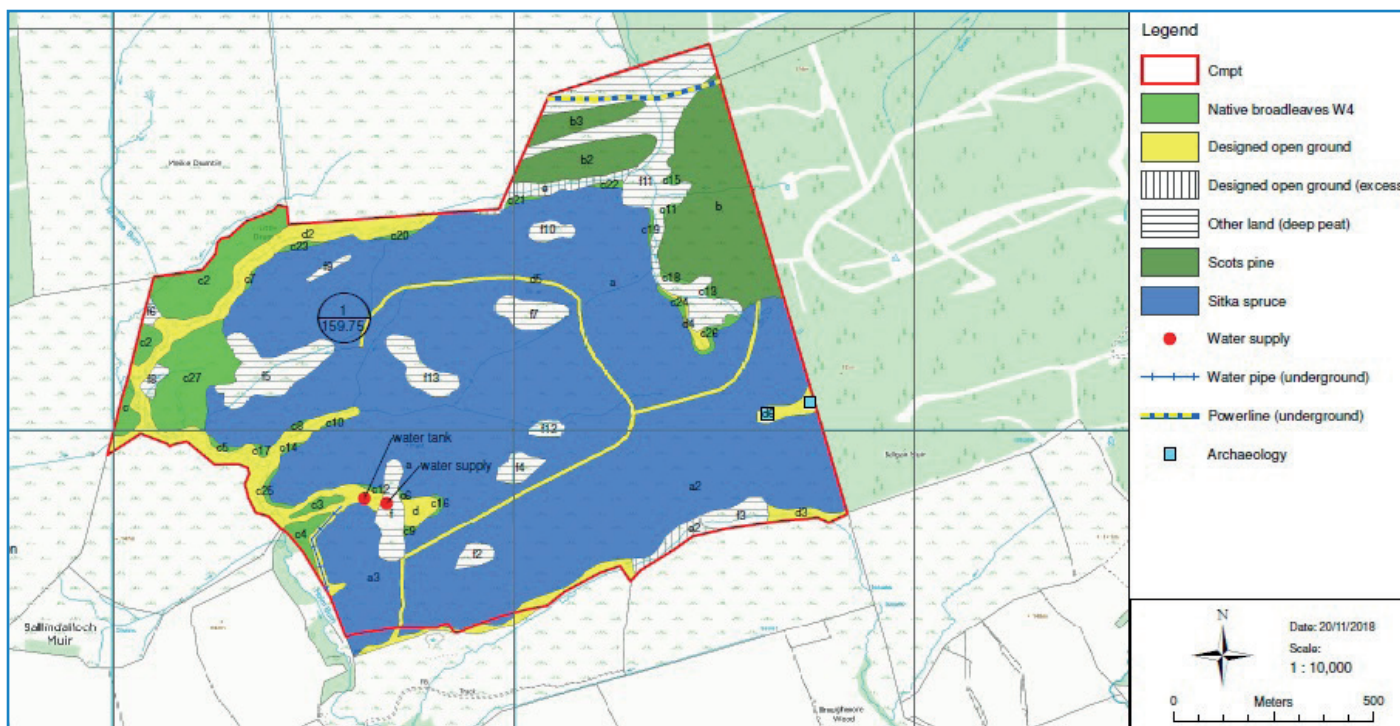 Legend
Cmpt
Native broadleaves W4
Designed open ground
Designed open ground (excess
Other land (deep peat)
Scots pine
Sitka spruce
Water supply
Water pipe (underground)
Powerline (underground)
Archaeology
N
Date: 20/11/2018
Scale:
1 : 10,000
0 Meters 500
b3
b2
f11
c15
c22
c21
c11
b
c19
f10
d2
c23
c20
c2
c7
f9
d5
a
c18
c13
c24
d4
c26
1
159.75
f6
c2
f7
f8
c27
f5
f13
c
c8
c10
f12
c5
c17
c14
water tank
water supply
f4
a2
c25
c12
c16
c3
d
f
c9
c4
f3
d3
a2
f2
a3
Ballindalloch
Muir